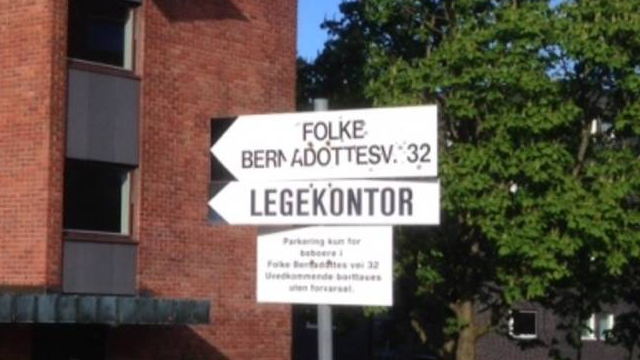 FOLKE
BERNADOTTESV. 32
LEGEKONTOR
Parkering kun for
beboere i
Folke Bernadottes vei 32
Uvedkommende borttaues
uten forvarsel.